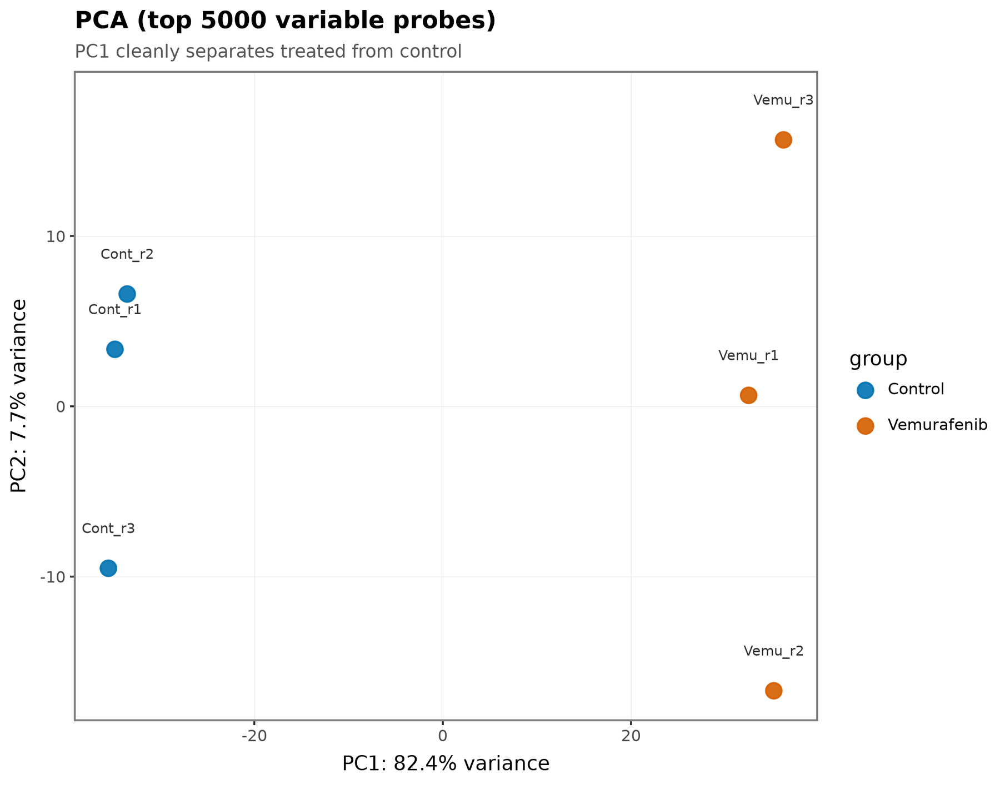 PCA (top 5000 variable probes)
PC1 cleanly separates treated from control
Vemu_r3
10
Cont_r2
Cont_r1
Vemu_r1
0
Cont_r3
-10
Vemu_r2
-20
0
20
PC1: 82.4% variance
PC2: 7.7% variance
group
Control
Vemurafenib